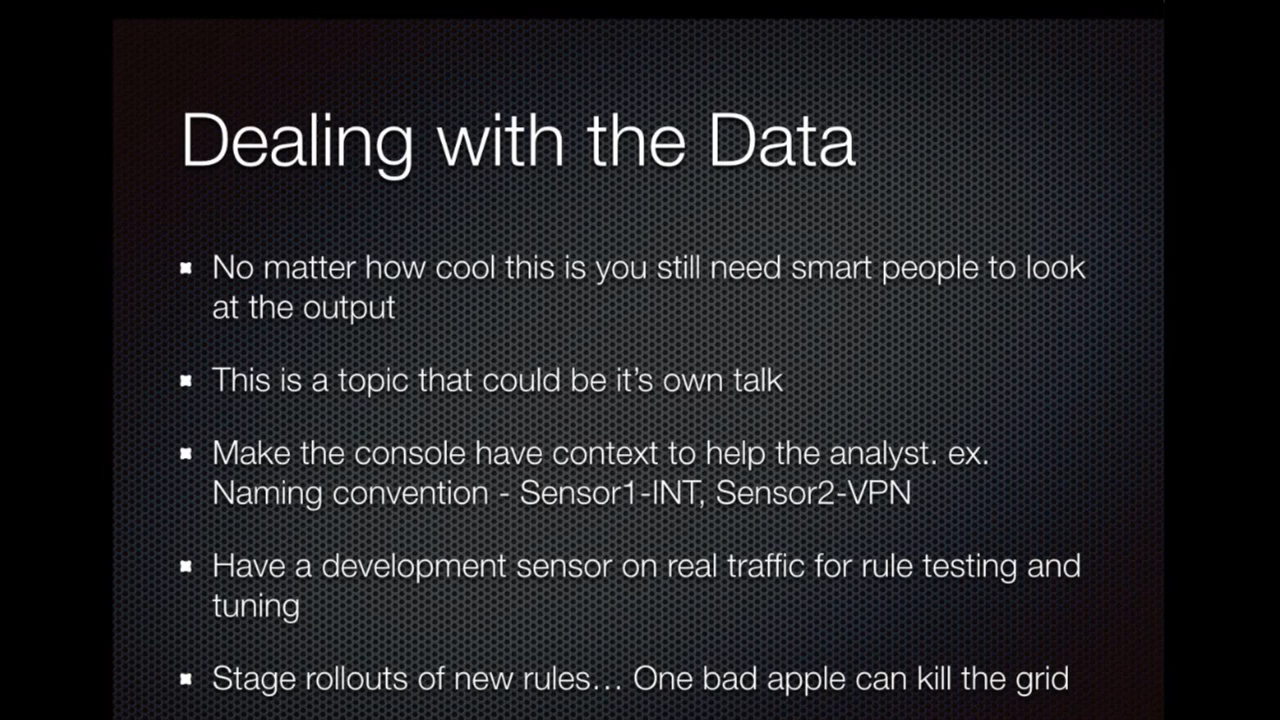 Dealing with the Data
No matter how cool this is you still need smart people to look
at the output
This is a topic that could be it's own talk
Make the console have context to help the analyst. ex.
Naming convention - Sensor1-INT, Sensor2-VPN
Have a development sensor on real traffic for rule testing and
tuning
Stage rollouts of new rules… One bad apple can kill the grid